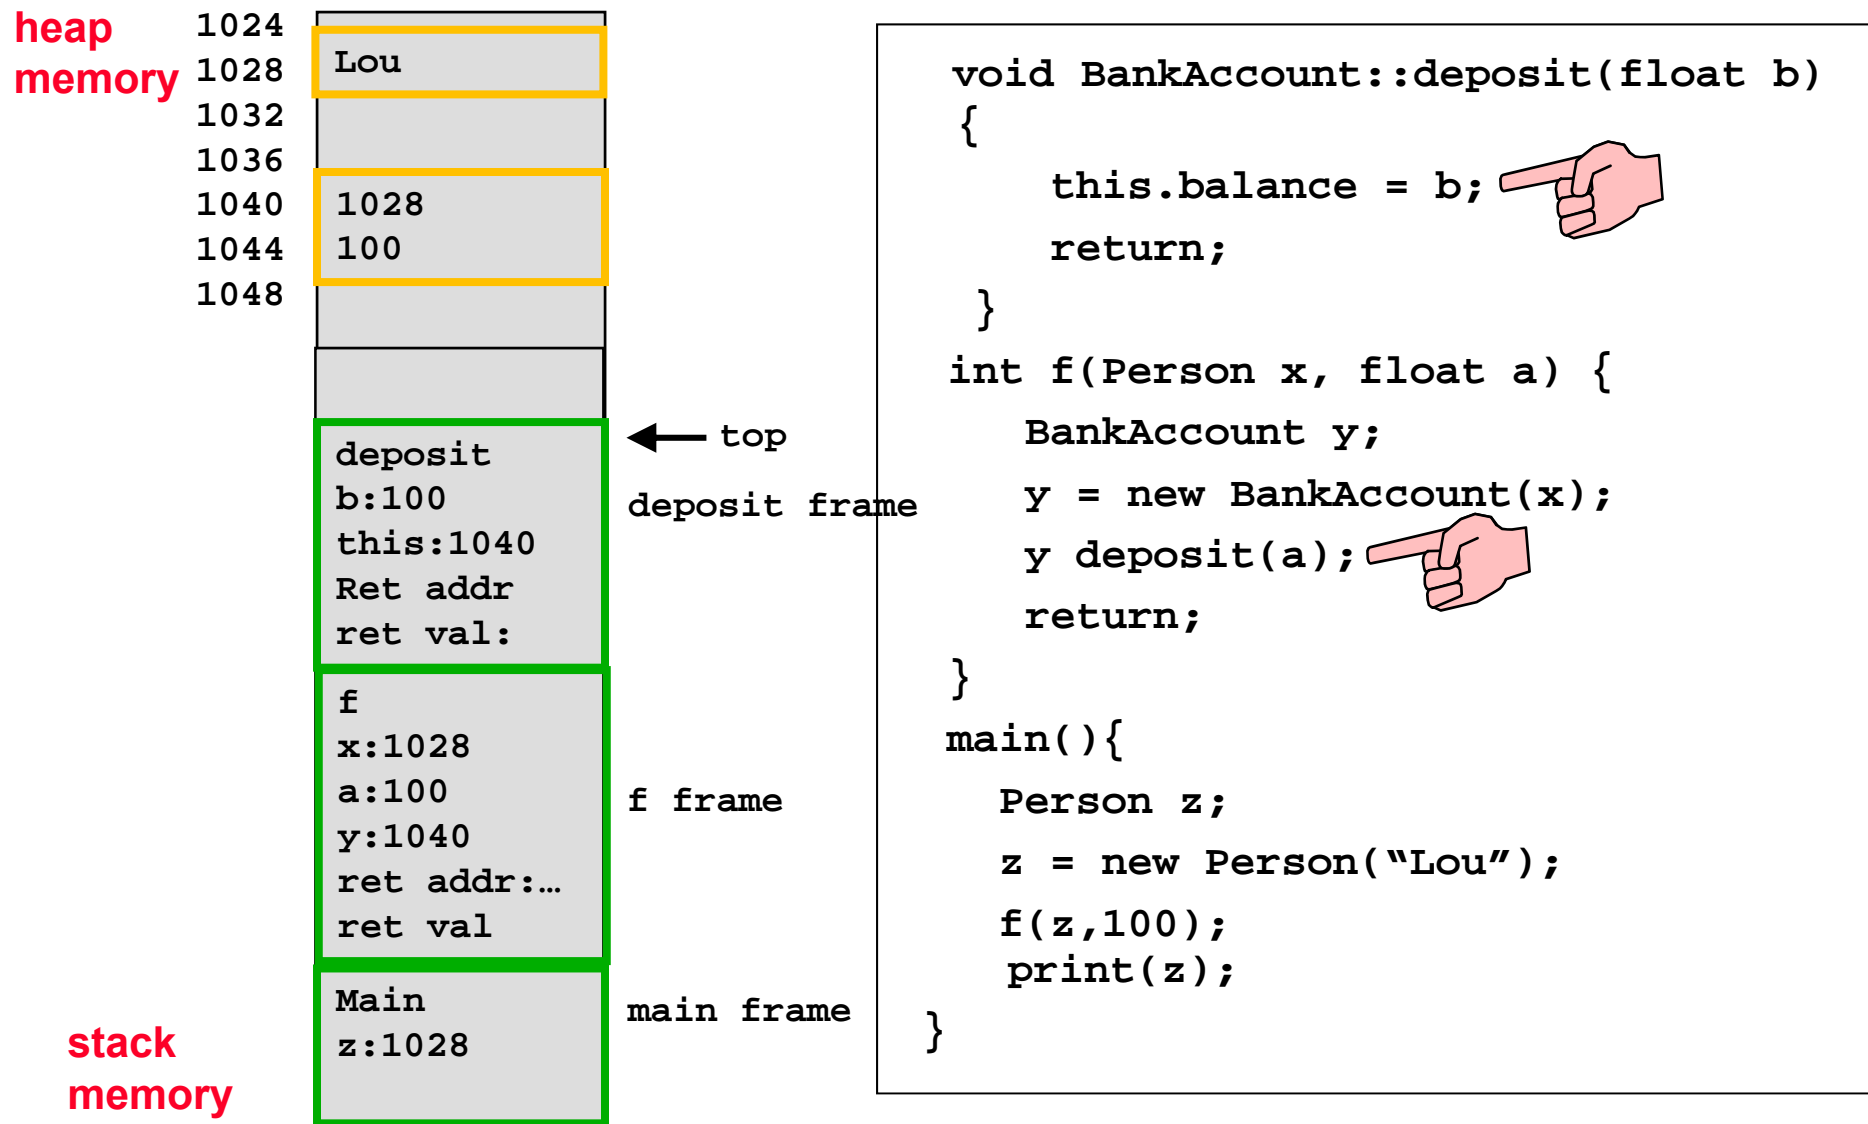 heap
memory
1024
1028
1032
1036
1040
1044
1048
Lou
1028
100
deposit
b:100
this:1040
Ret addr
ret val:
f
x:1028
a:100
y:1040
ret addr:…
ret val
Main
z:1028
top
deposit frame
f frame
main frame
stack
memory
void BankAccount::deposit(float b)
{
this.balance = b;
return;
}
int f(Person x, float a) {
BankAccount y;
y = new BankAccount(x);
y deposit(a);
return;
}
main(){
Person z;
z = new Person(“Lou”);
f(z,100);
print(z);
}